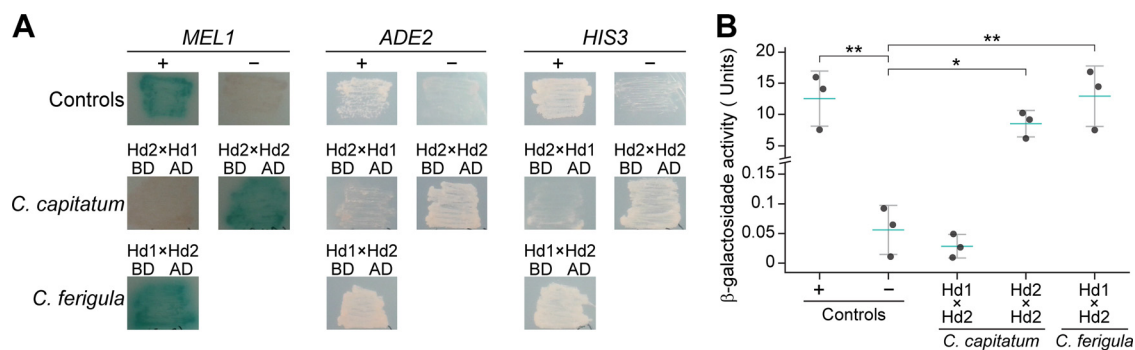 A
MEL1 ADE2 HIS3
+ − + − + −
Controls
Hd2×Hd1 Hd2×Hd2 Hd2×Hd1 Hd2×Hd2 Hd2×Hd1 Hd2×Hd2
BD AD BD AD BD AD BD AD BD AD BD AD
C. capitatum
Hd1×Hd2 Hd1×Hd2 Hd1×Hd2
BD AD BD AD BD AD
C. ferigula
B
β-galactosidade activity ( Units)
20
15
10
5
0.15
0.1
0.05
0
**
**
*
+ − Hd1 Hd2 Hd1
× × ×
Hd2 Hd2 Hd2
Controls
C. capitatum C. ferigula